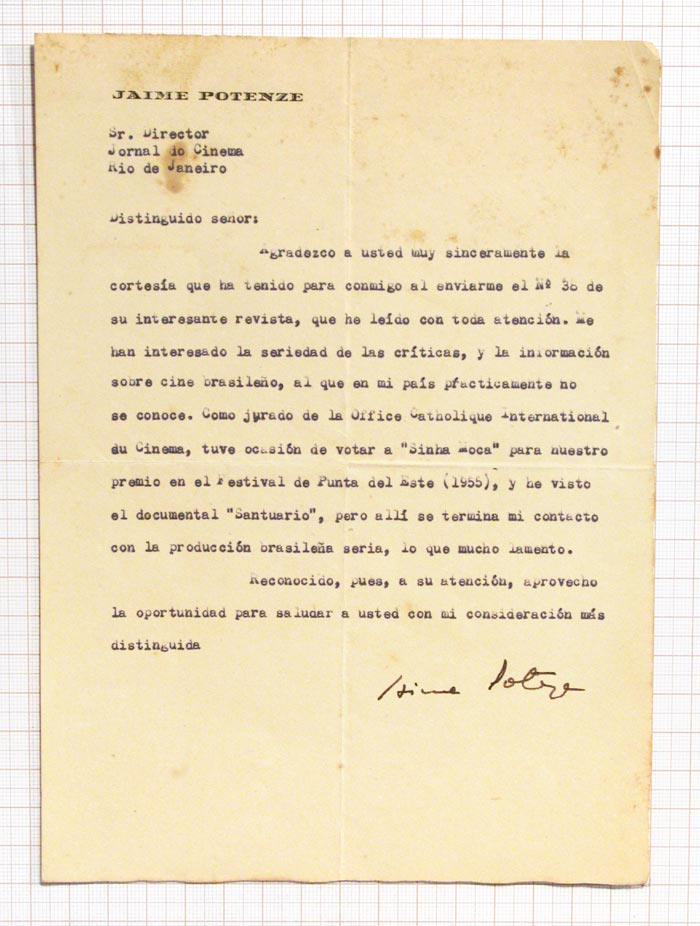 JAIME POTENZE
Sr. Director
Jornal do Cinema
Rio de Janeiro
Distinguido señor:
Agradezco a usted muy sinceramente la
cortesía que ha tenido para conmigo al enviarme el Nº 38 de
su interesante revista, que he leído con toda atención. Me
han interesado la seriedad de las críticas, y la información
sobre cine brasileño, al que en mi país prácticamente no
se conoce. Como jurado de la Office Catholique International
du Cinema, tuve ocasión de votar a "Sinha Moca" para nuestro
premio en el Festival de Punta del Este (1955), y he visto
el documental "Santuario", pero allí se termina mi contacto
con la producción brasileña seria, lo que mucho lamento.
Reconocido, pues, a su atención, aprovecho
la oportunidad para saludar a usted con mi consideración más
distinguida
Jaime Potenze